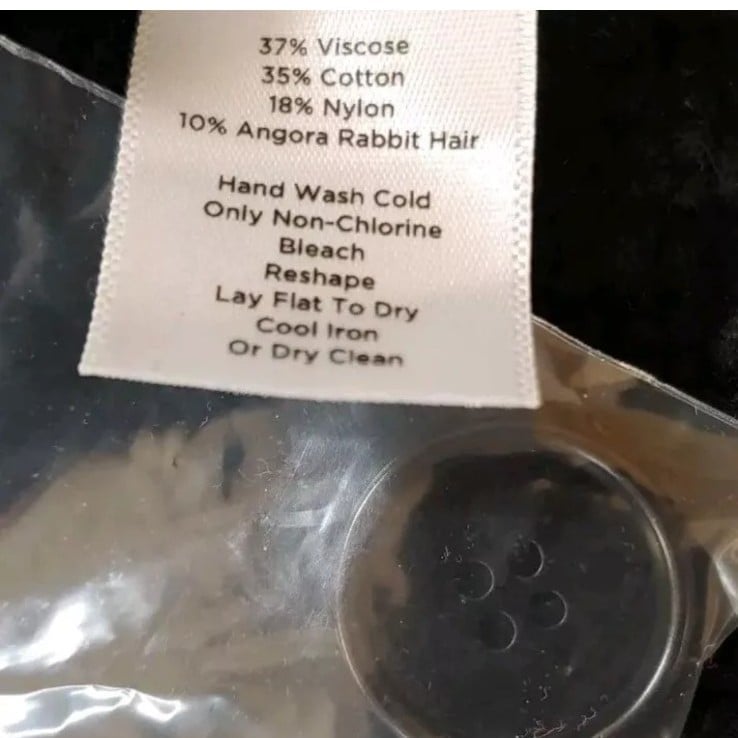 37% Viscose
35% Cotton
18% Nylon
10% Angora Rabbit Hair
Hand Wash Cold
Only Non-Chlorine
Bleach
Reshape
Lay Flat To Dry
Cool Iron
Or Dry Clean